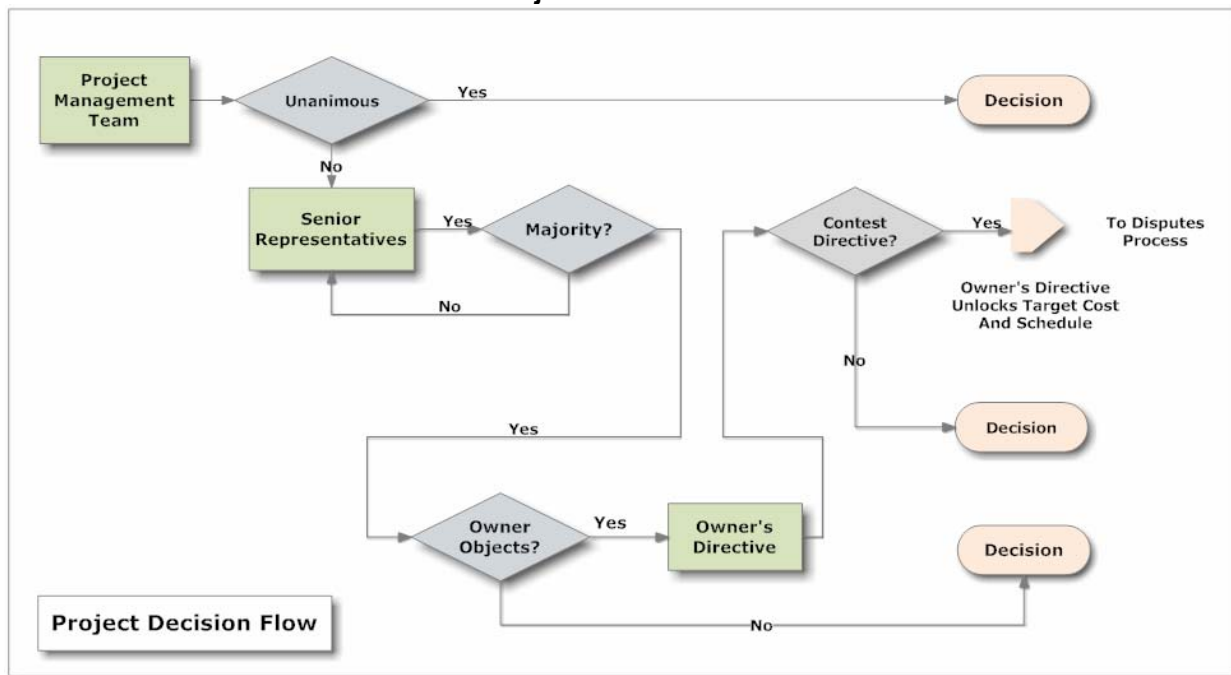 Project
Management
Team
Unanimous
Yes
Decision
No
Senior
Representatives
Yes
Majority?
No
Contest
Directive?
Yes
To Disputes
Process
Owner's Directive
Unlocks Target Cost
And Schedule
No
Decision
Yes
Owner
Objects?
Yes
Owner's
Directive
Decision
No
Project Decision Flow